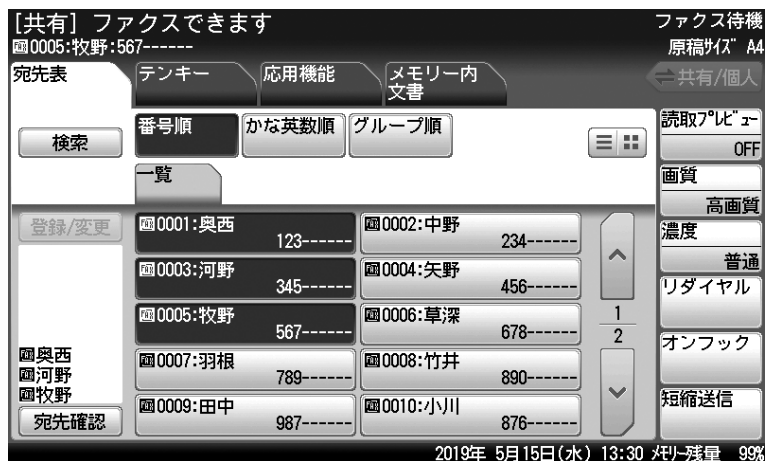 [共有] ファクスできます
ファクス待機
0005:牧野:567------
原稿サイズ A4
宛先表
テンキー
応用機能
メモリー内
文書
共有/個人
検索
番号順
かな英数順
グループ順
一覧
読取プレビュー
OFF
画質
高画質
濃度
普通
リダイヤル
オンフック
短縮送信
登録/変更
0001:奥西
123------
0002:中野
234------
0003:河野
345------
0004:矢野
456------
0005:牧野
567------
0006:草深
678------
0007:羽根
789------
0008:竹井
890------
0009:田中
987------
0010:小川
876------
1
2
奥西
河野
牧野
宛先確認
2019年 5月15日(水) 13:30 メモリー残量 99%